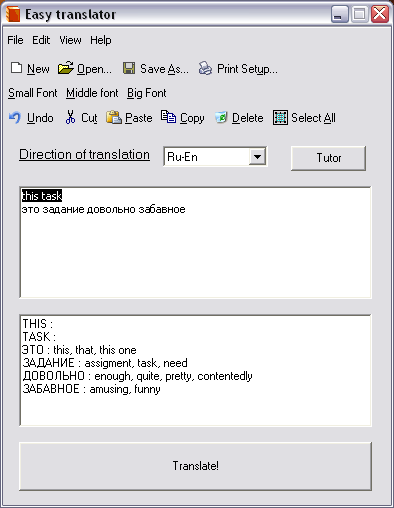 Easy translator
File Edit View Help
New Open... Save As... Print Setup...
Small Font Middle font Big Font
Undo Cut Paste Copy Delete Select All
Direction of translation Ru-En Tutor
this task
это задание довольно забавное
THIS :
TASK :
ЭТО : this, that, this one
ЗАДАНИЕ : assigment, task, need
ДОВОЛЬНО : enough, quite, pretty, contentedly
ЗАБАВНОЕ : amusing, funny
Translate!